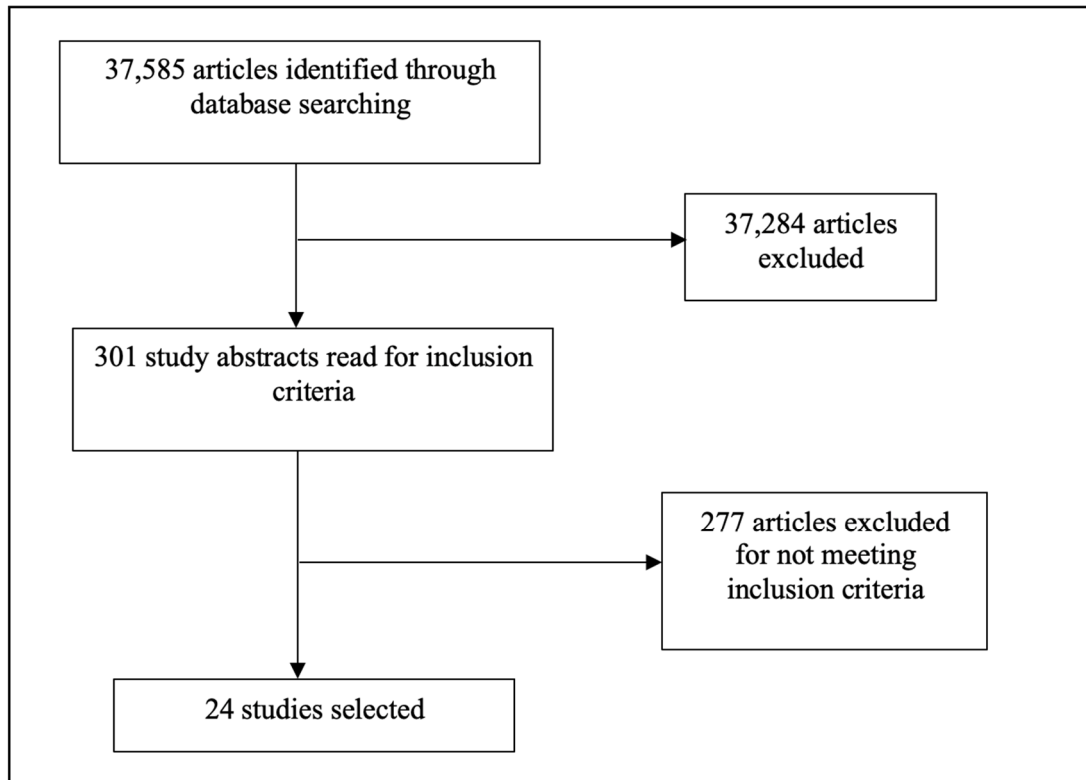 37,585 articles identified through
database searching
37,284 articles
excluded
301 study abstracts read for inclusion
criteria
277 articles excluded
for not meeting
inclusion criteria
24 studies selected